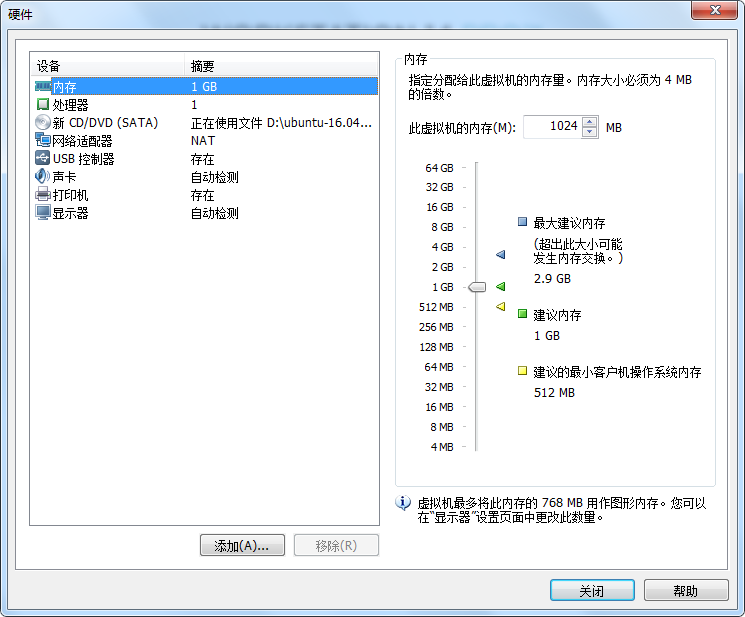 硬件
设备 摘要
内存 1 GB
处理器 1
新 CD/DVD (SATA) 正在使用文件 D:\ubuntu-16.04...
网络适配器 NAT
USB 控制器 存在
声卡 自动检测
打印机 存在
显示器 自动检测
添加(A)...
移除(R)
内存
指定分配给此虚拟机的内存量。内存大小必须为 4 MB
的倍数。
此虚拟机的内存(M): 1024 MB
64 GB
32 GB
16 GB
8 GB
4 GB
2 GB
1 GB
512 MB
256 MB
128 MB
64 MB
32 MB
16 MB
8 MB
4 MB
最大建议内存
(超出此大小可能
发生内存交换。)
2.9 GB
建议内存
1 GB
建议的最小客户机操作系统内存
512 MB
虚拟机最多将此内存的 768 MB 用作图形内存。您可以
在"显示器"设置页面中更改此数量。
关闭
帮助